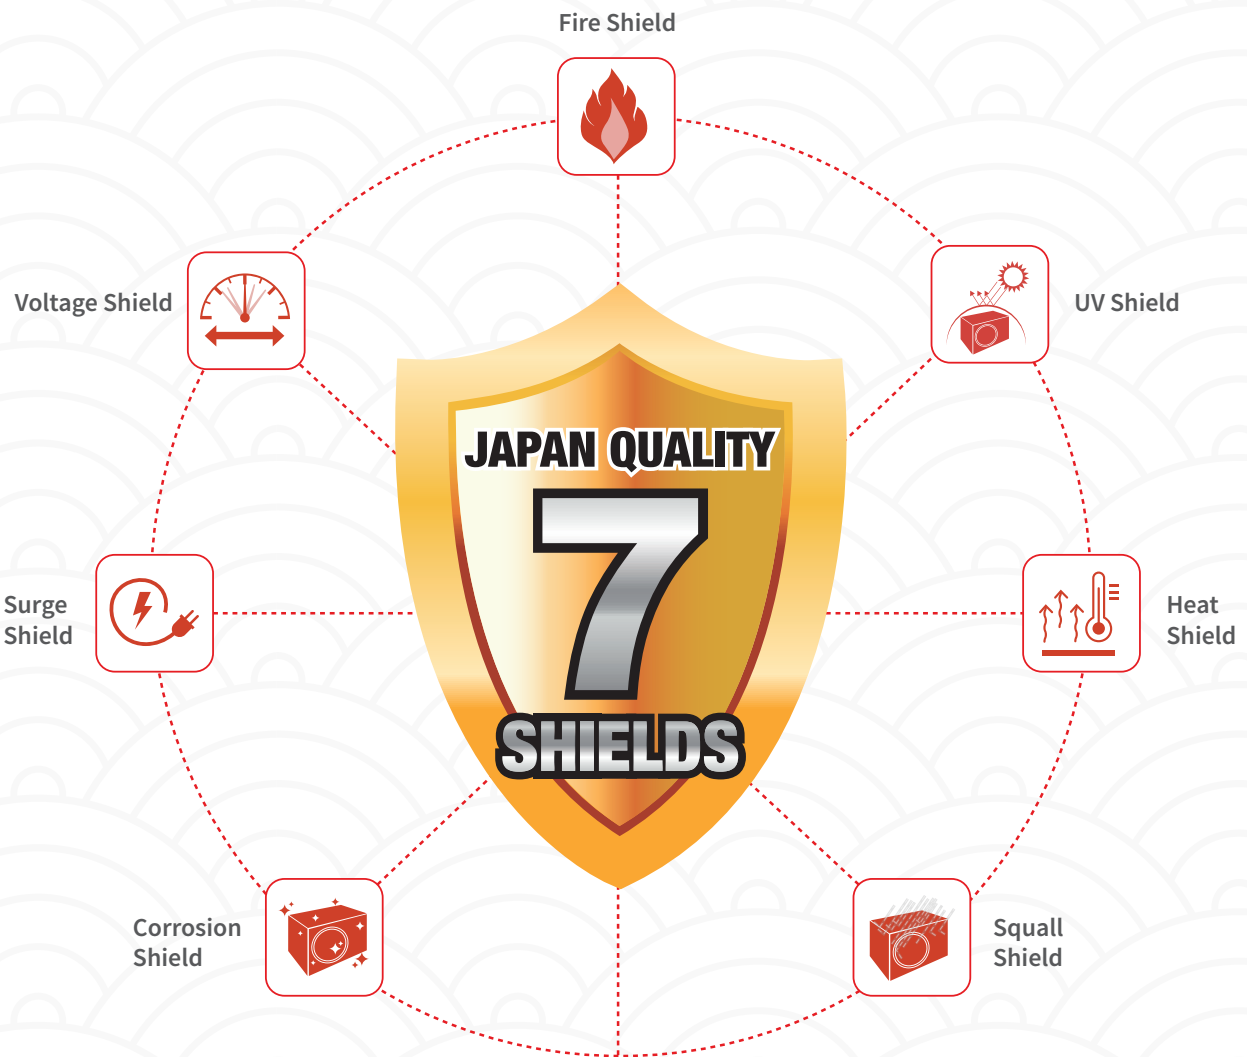 Fire Shield
Voltage Shield
UV Shield
JAPAN QUALITY
7
SHIELDS
Surge
Shield
Heat
Shield
Corrosion
Shield
Squall
Shield